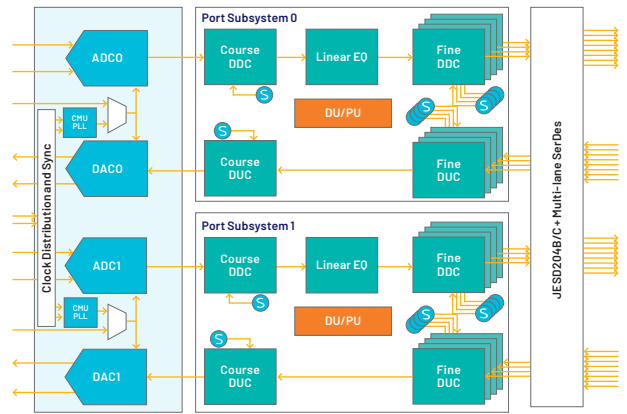 Port Subsystem 0
ADC0
Course
DDC
Linear EQ
Fine
DDC
S
S
DU/PU
CMU
PLL
S
DAC0
Course
DUC
Fine
DUC
S
Clock Distribution and Sync
JESD204B/C + Multi-lane SerDes
Port Subsystem 1
ADC1
Course
DDC
Linear EQ
Fine
DDC
S
S
S
DU/PU
CMU
PLL
S
DAC1
Course
DUC
Fine
DUC